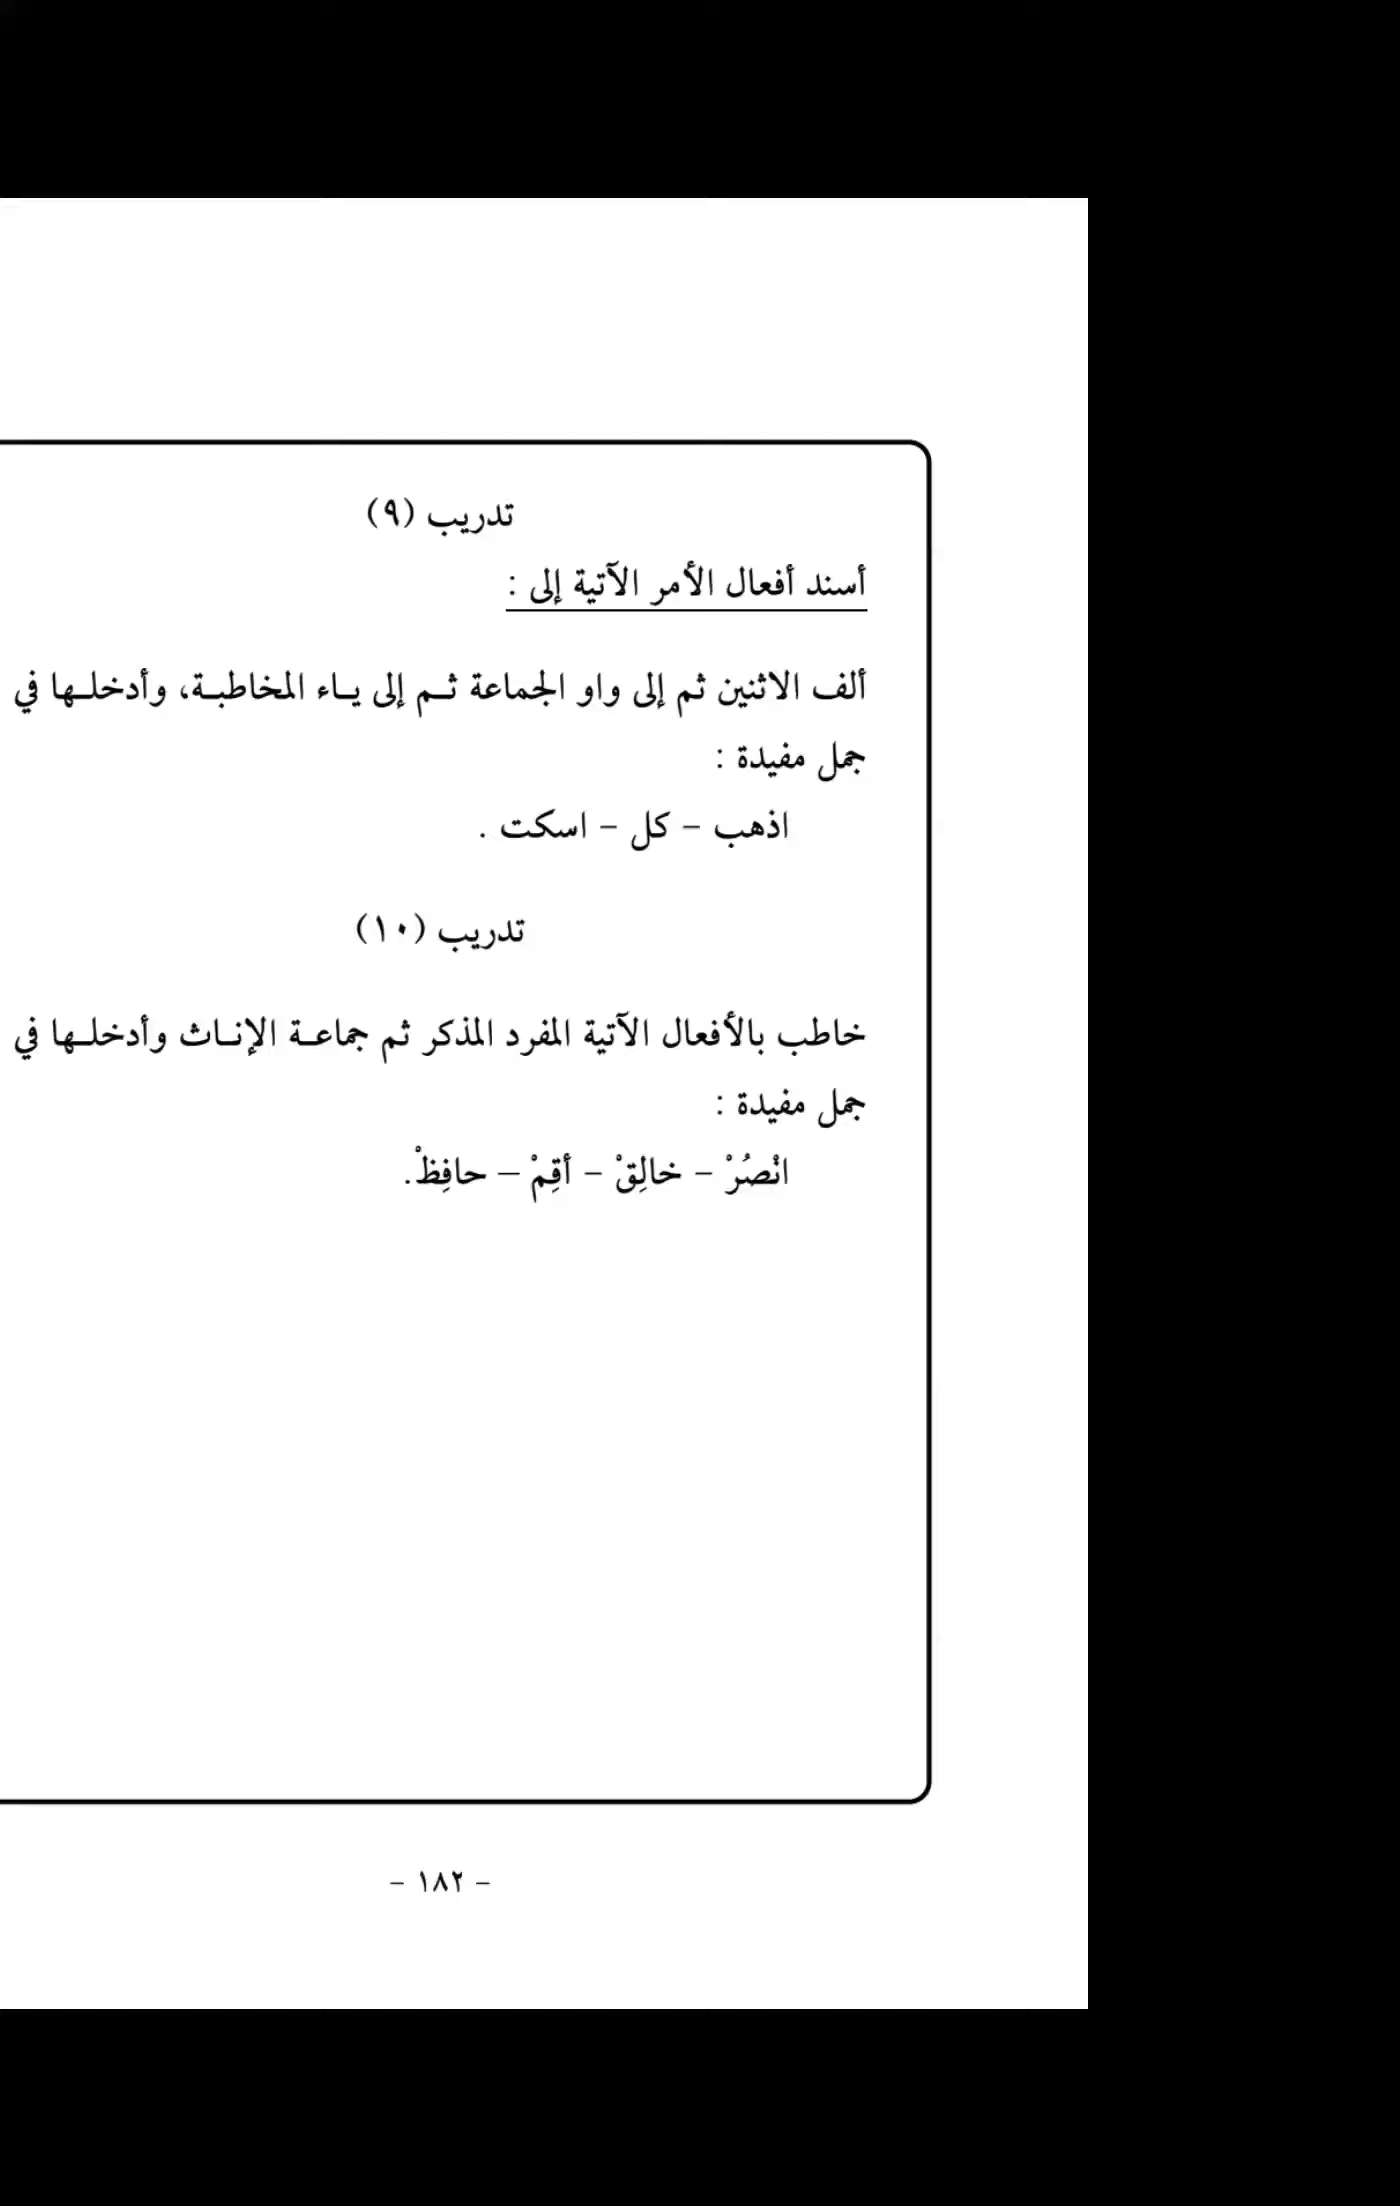 تدريب (٩)
أسند أفعال الأمر الآتية إلى :
ألف الاثنين ثم إلى واو الجماعة ثـم إلى يـاء المخاطبـة، وأدخلـها في
جمل مفيدة :
اذهب – كل – اسكت .
تدريب (١٠)
خاطب بالأفعال الآتية المفرد المذكر ثم جماعـة الإنـاث وأدخلـها في
جمل مفيدة :
انْصُرْ – خالِقْ – أقِمْ – حافِظْ.
– ١٨٢ –